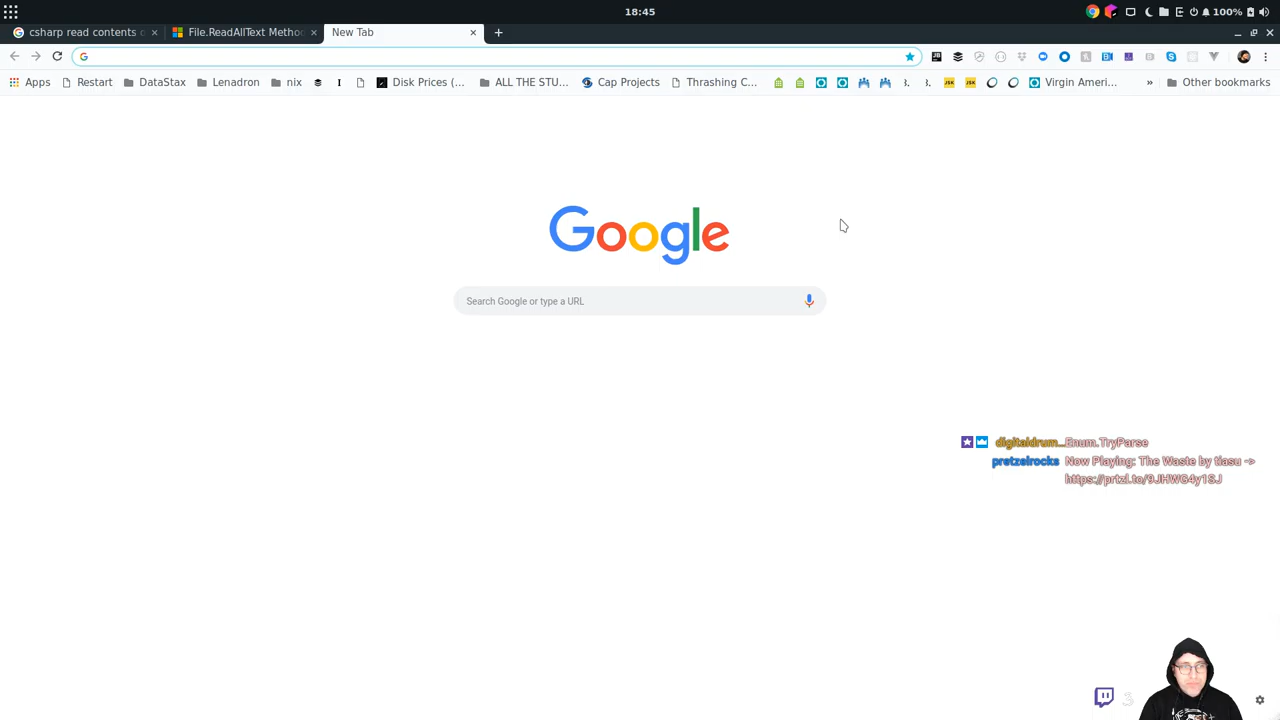 18:45
100%
csharp read contents o
File.ReadAllText Metho
New Tab
Apps
Restart
DataStax
Lenadron
nix
Disk Prices (...
ALL THE STU...
Cap Projects
Thrashing C...
Virgin Ameri...
»
Other bookmarks
Google
Search Google or type a URL
digitaldrum... Enum.TryParse
pretzelrocks Now Playing: The Waste by tiasu ->
https://prtzl.to/9JHWG4y1SJ